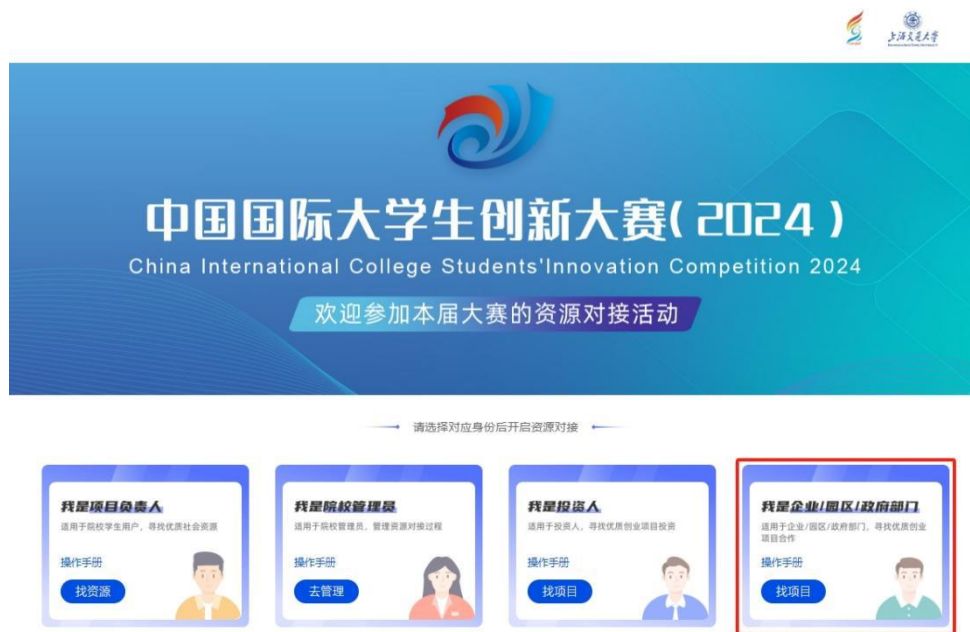 上海交通大学
中国国际大学生创新大赛(2024)
China International College Students'Innovation Competition 2024
欢迎参加本届大赛的资源对接活动
请选择对应身份后开启资源对接
我是项目负责人
适用于院校学生用户，寻找优质社会资源
操作手册
找资源
我是院校管理员
适用于院校管理员，管理资源对接过程
操作手册
去管理
我是投资人
适用于投资人，寻找优质创业项目投资
操作手册
找项目
我是企业/园区/政府部门
适用于企业/园区/政府部门，寻找优质创业
项目合作
操作手册
找项目